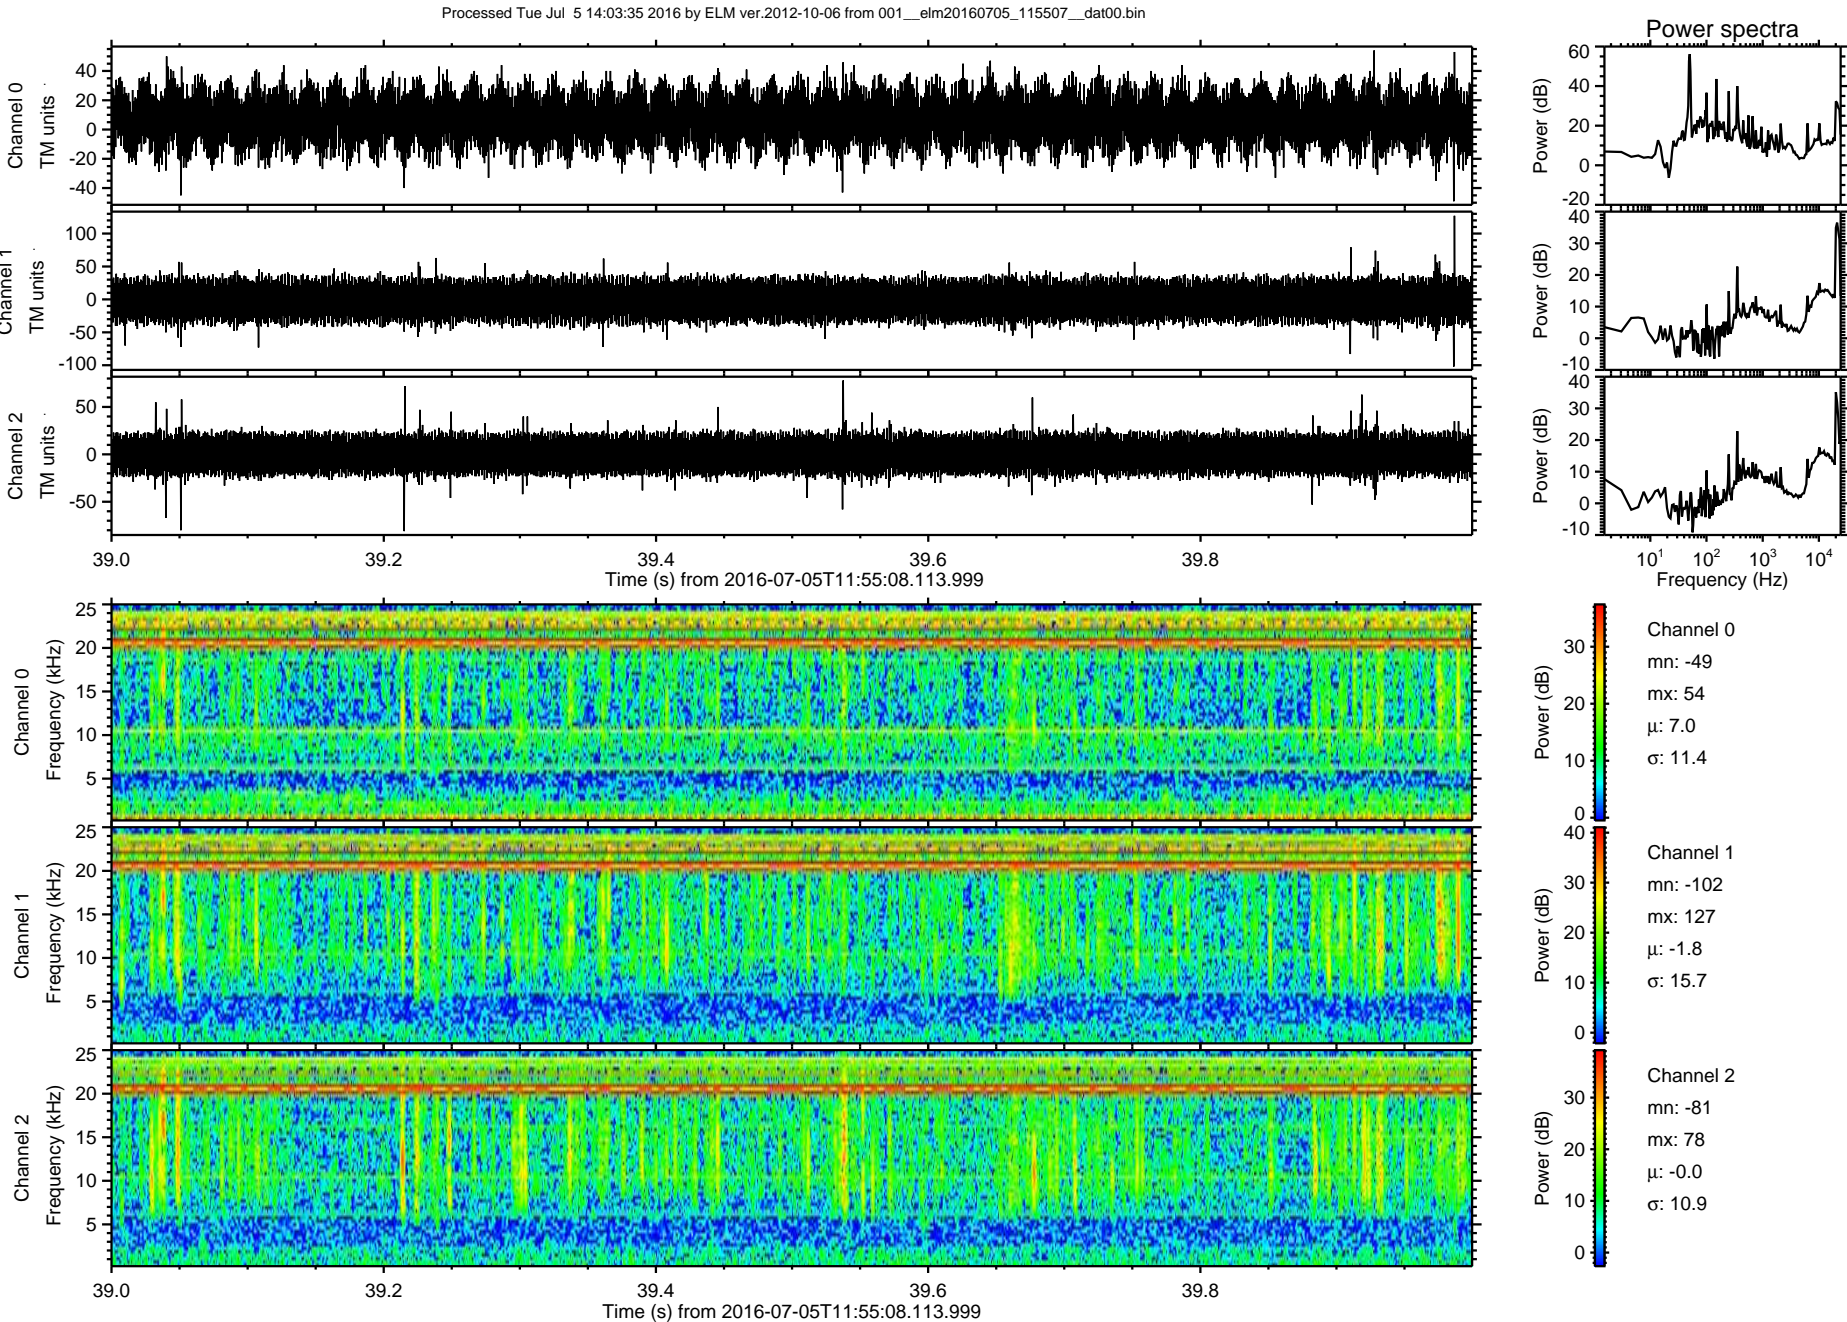 Processed Tue Jul 5 14:03:35 2016 by ELM ver.2012-10-06 from 001__elm20160705_115507__dat00.bin
Power spectra
Channel 0
TM units
40
20
0
-20
-40
Power (dB)
60
40
20
0
-20
Channel 1
TM units
100
50
0
-50
-100
Power (dB)
40
30
20
10
0
-10
Channel 2
TM units
50
0
-50
Power (dB)
40
30
20
10
0
-10
39.0 39.2 39.4 39.6 39.8
Time (s) from 2016-07-05T11:55:08.113.999
10^1 10^2 10^3 10^4
Frequency (Hz)
Channel 0
Frequency (kHz)
25
20
15
10
5
Power (dB)
30
20
10
0
Channel 0
mn: -49
mx: 54
μ: 7.0
σ: 11.4
Channel 1
Frequency (kHz)
25
20
15
10
5
Power (dB)
40
30
20
10
0
Channel 1
mn: -102
mx: 127
μ: -1.8
σ: 15.7
Channel 2
Frequency (kHz)
25
20
15
10
5
Power (dB)
30
20
10
0
Channel 2
mn: -81
mx: 78
μ: -0.0
σ: 10.9
39.0 39.2 39.4 39.6 39.8
Time (s) from 2016-07-05T11:55:08.113.999